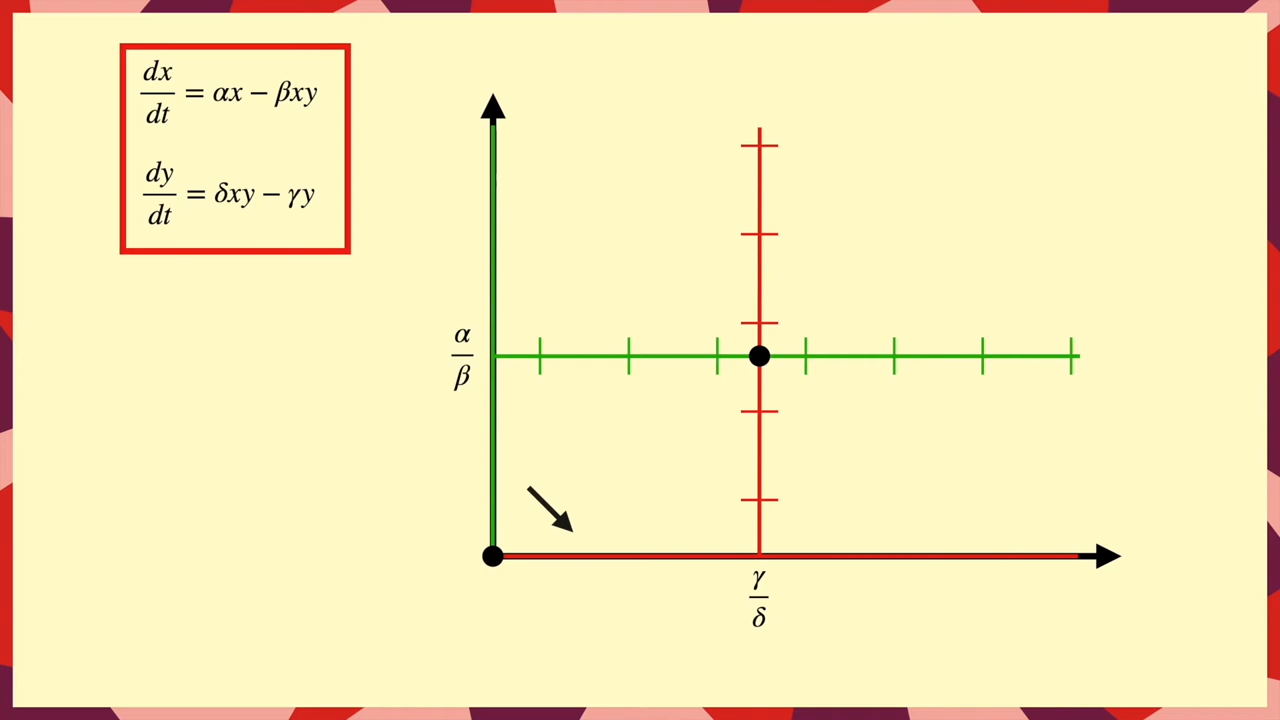 dx/dt = αx − βxy
dy/dt = δxy − γy
α/β
γ/δ